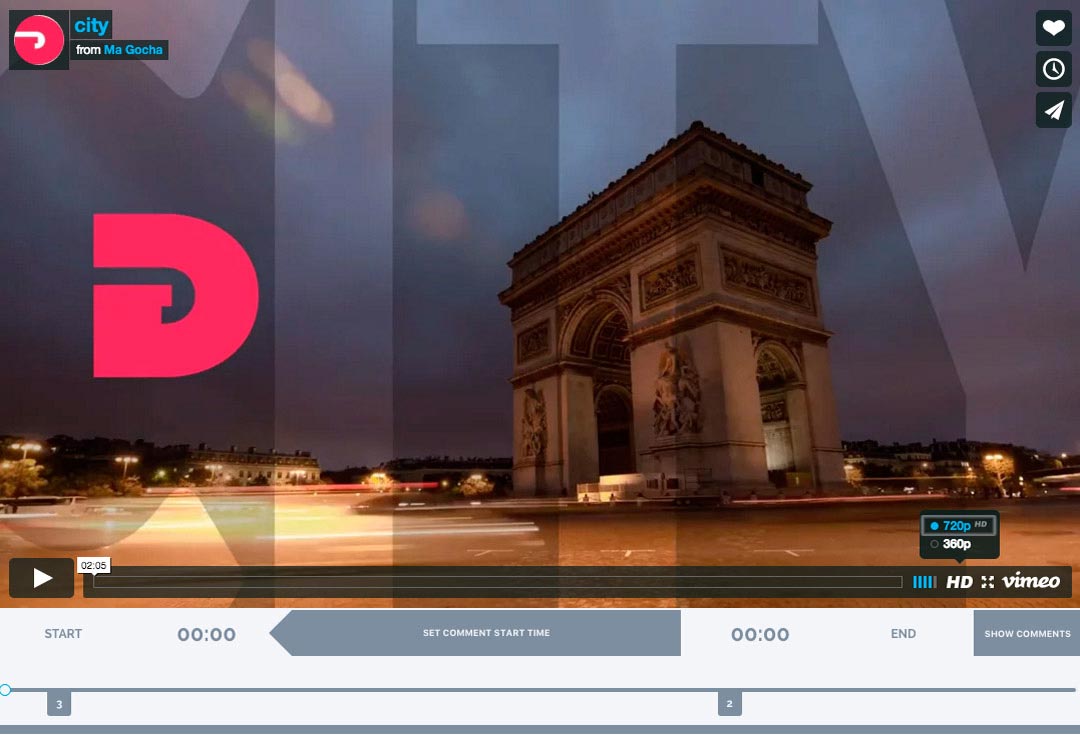 city
from Ma Gocha
CITY
720p HD
360p
02:05
HD
vimeo
START
00:00
SET COMMENT START TIME
00:00
END
SHOW COMMENTS
3
2